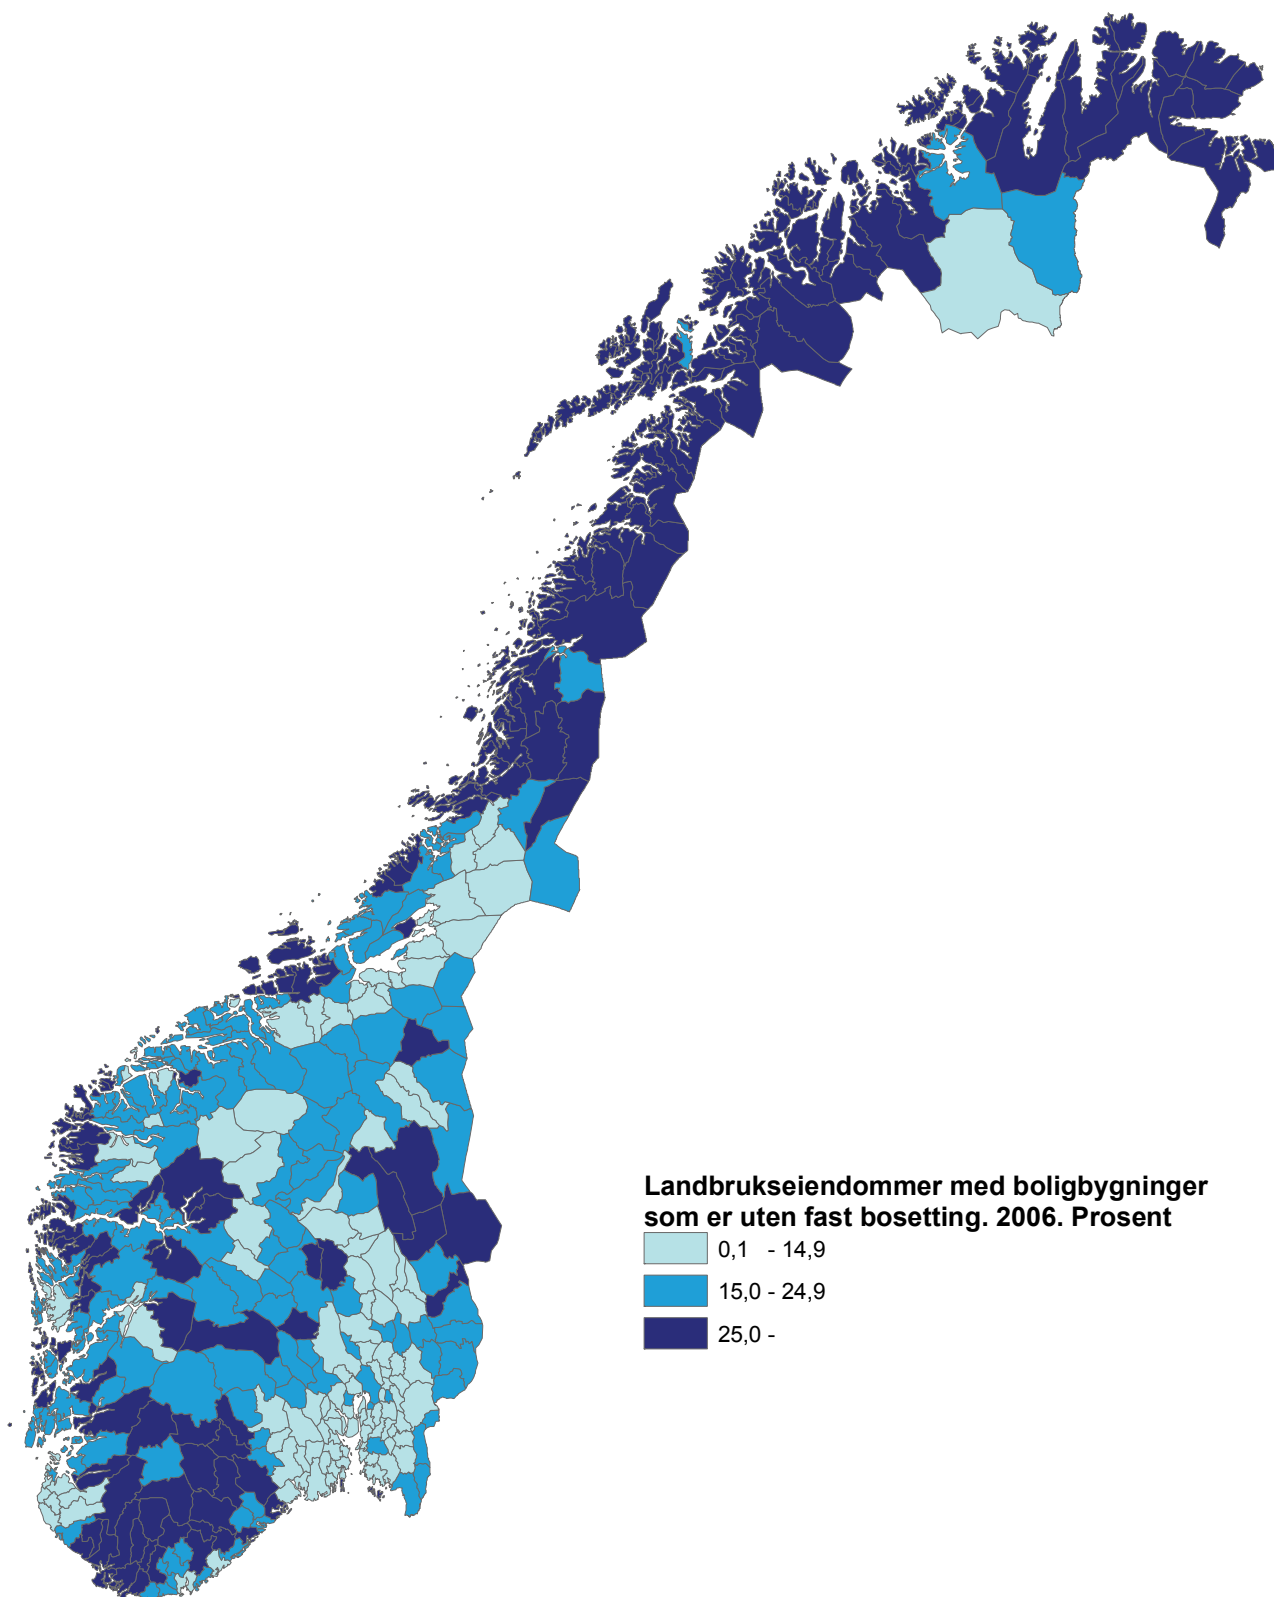 Landbrukseiendommer med boligbygninger
som er uten fast bosetting. 2006. Prosent
0,1 - 14,9
15,0 - 24,9
25,0 -